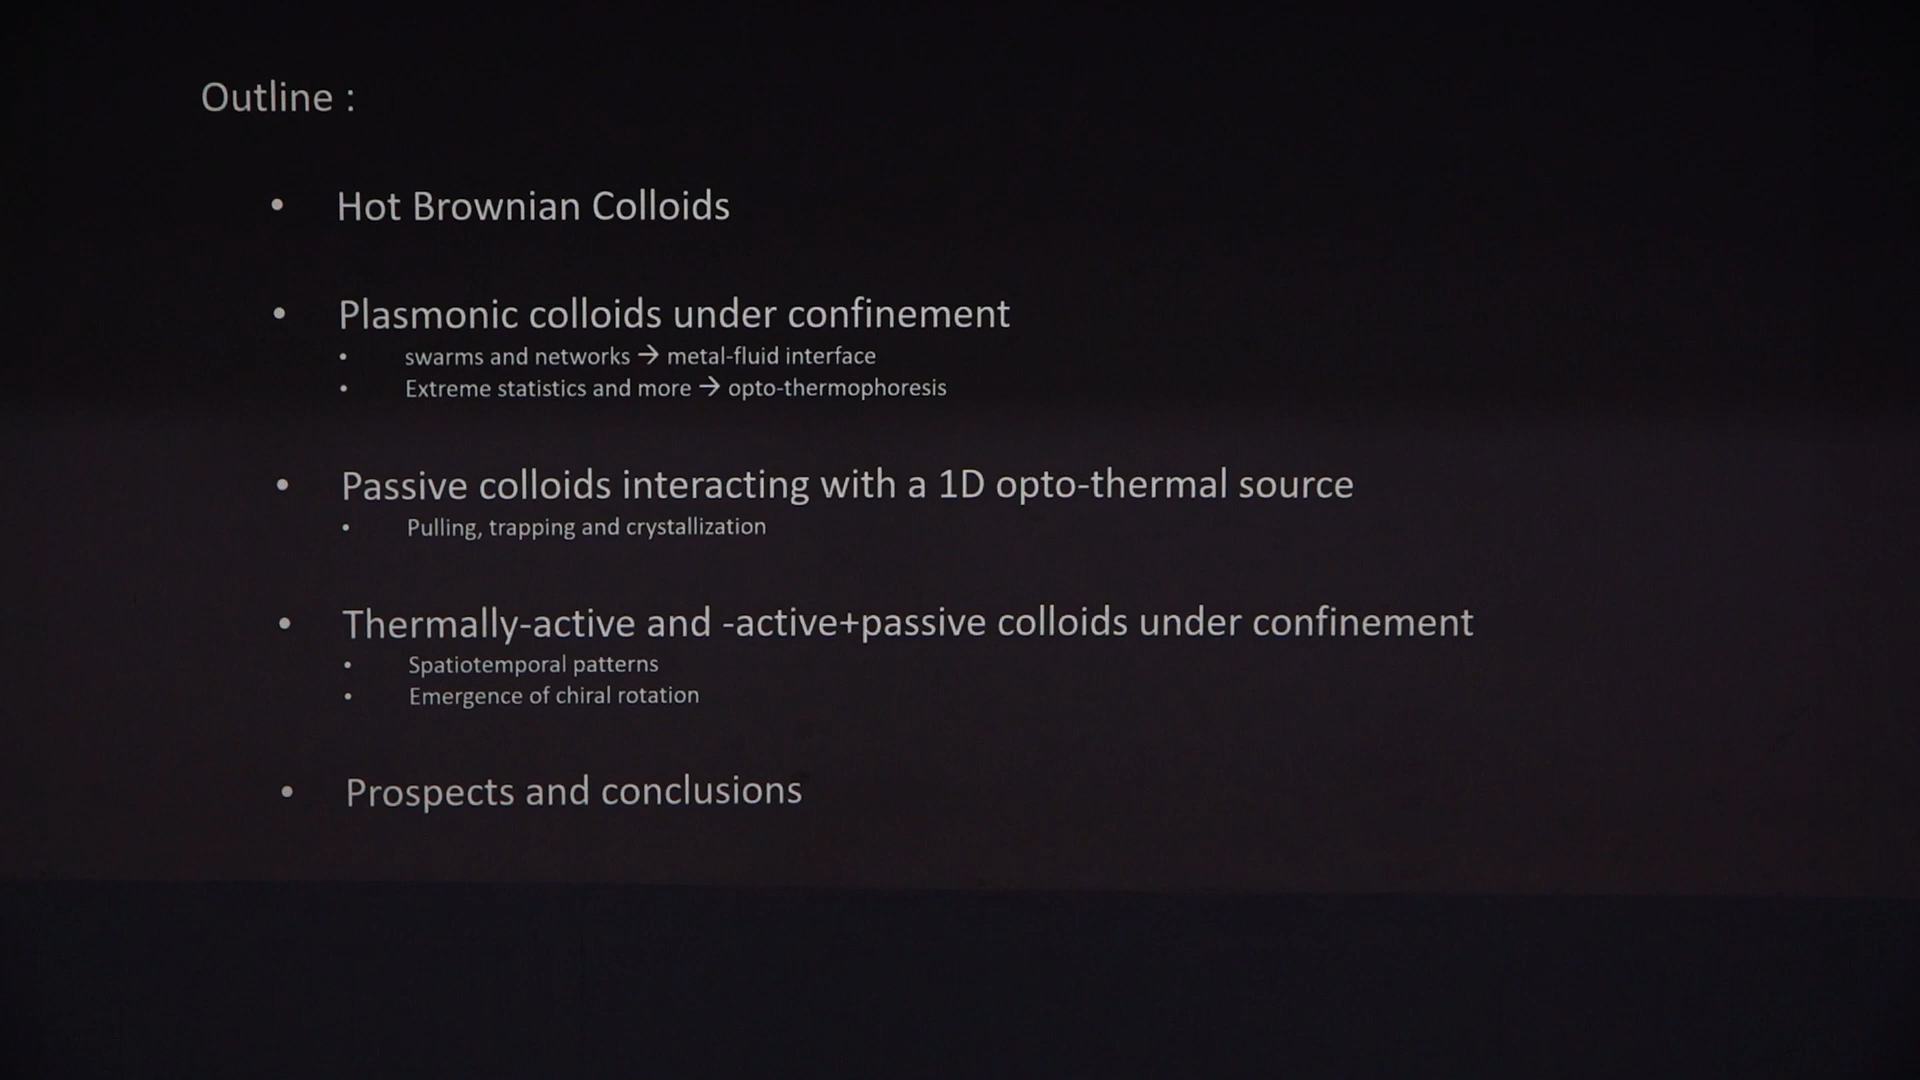 Outline :
• Hot Brownian Colloids
• Plasmonic colloids under confinement
• swarms and networks → metal-fluid interface
• Extreme statistics and more → opto-thermophoresis
• Passive colloids interacting with a 1D opto-thermal source
• Pulling, trapping and crystallization
• Thermally-active and -active+passive colloids under confinement
• Spatiotemporal patterns
• Emergence of chiral rotation
• Prospects and conclusions